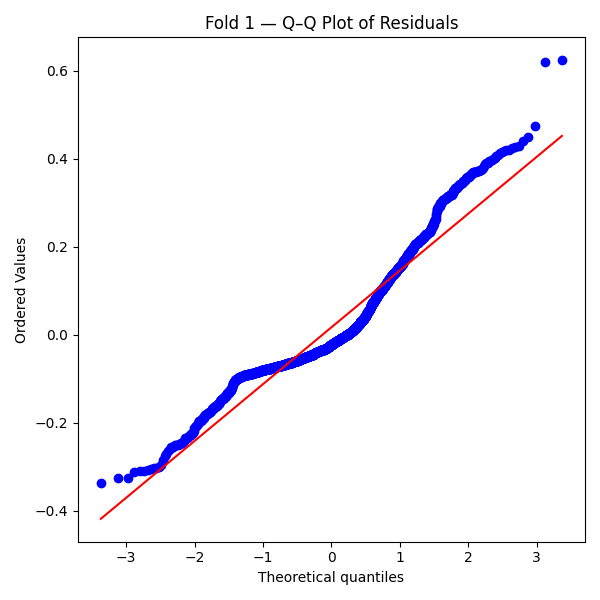 Fold 1 — Q–Q Plot of Residuals
Ordered Values
0.6
0.4
0.2
0.0
−0.2
−0.4
−3 −2 −1 0 1 2 3
Theoretical quantiles